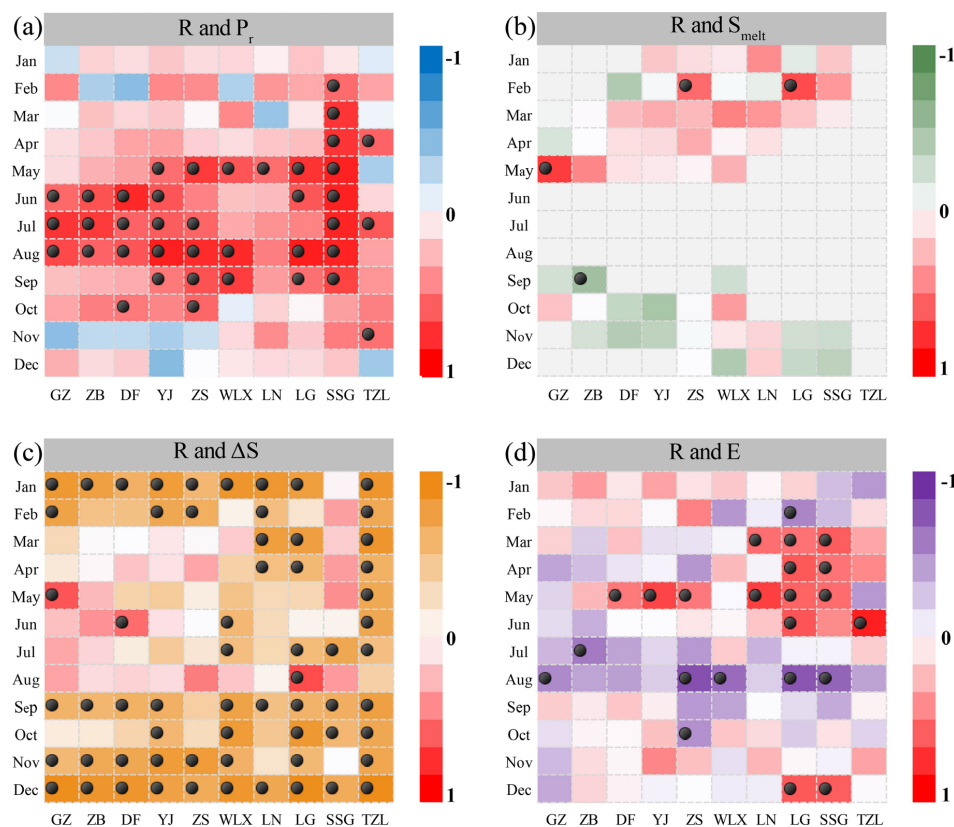 (a)
R and Pr
Jan
Feb
Mar
Apr
May
Jun
Jul
Aug
Sep
Oct
Nov
Dec
GZ ZB DF YJ ZS WLX LN LG SSG TZL
-1
0
1
(b)
R and Smelt
Jan
Feb
Mar
Apr
May
Jun
Jul
Aug
Sep
Oct
Nov
Dec
GZ ZB DF YJ ZS WLX LN LG SSG TZL
-1
0
1
(c)
R and ΔS
Jan
Feb
Mar
Apr
May
Jun
Jul
Aug
Sep
Oct
Nov
Dec
GZ ZB DF YJ ZS WLX LN LG SSG TZL
-1
0
1
(d)
R and E
Jan
Feb
Mar
Apr
May
Jun
Jul
Aug
Sep
Oct
Nov
Dec
GZ ZB DF YJ ZS WLX LN LG SSG TZL
-1
0
1